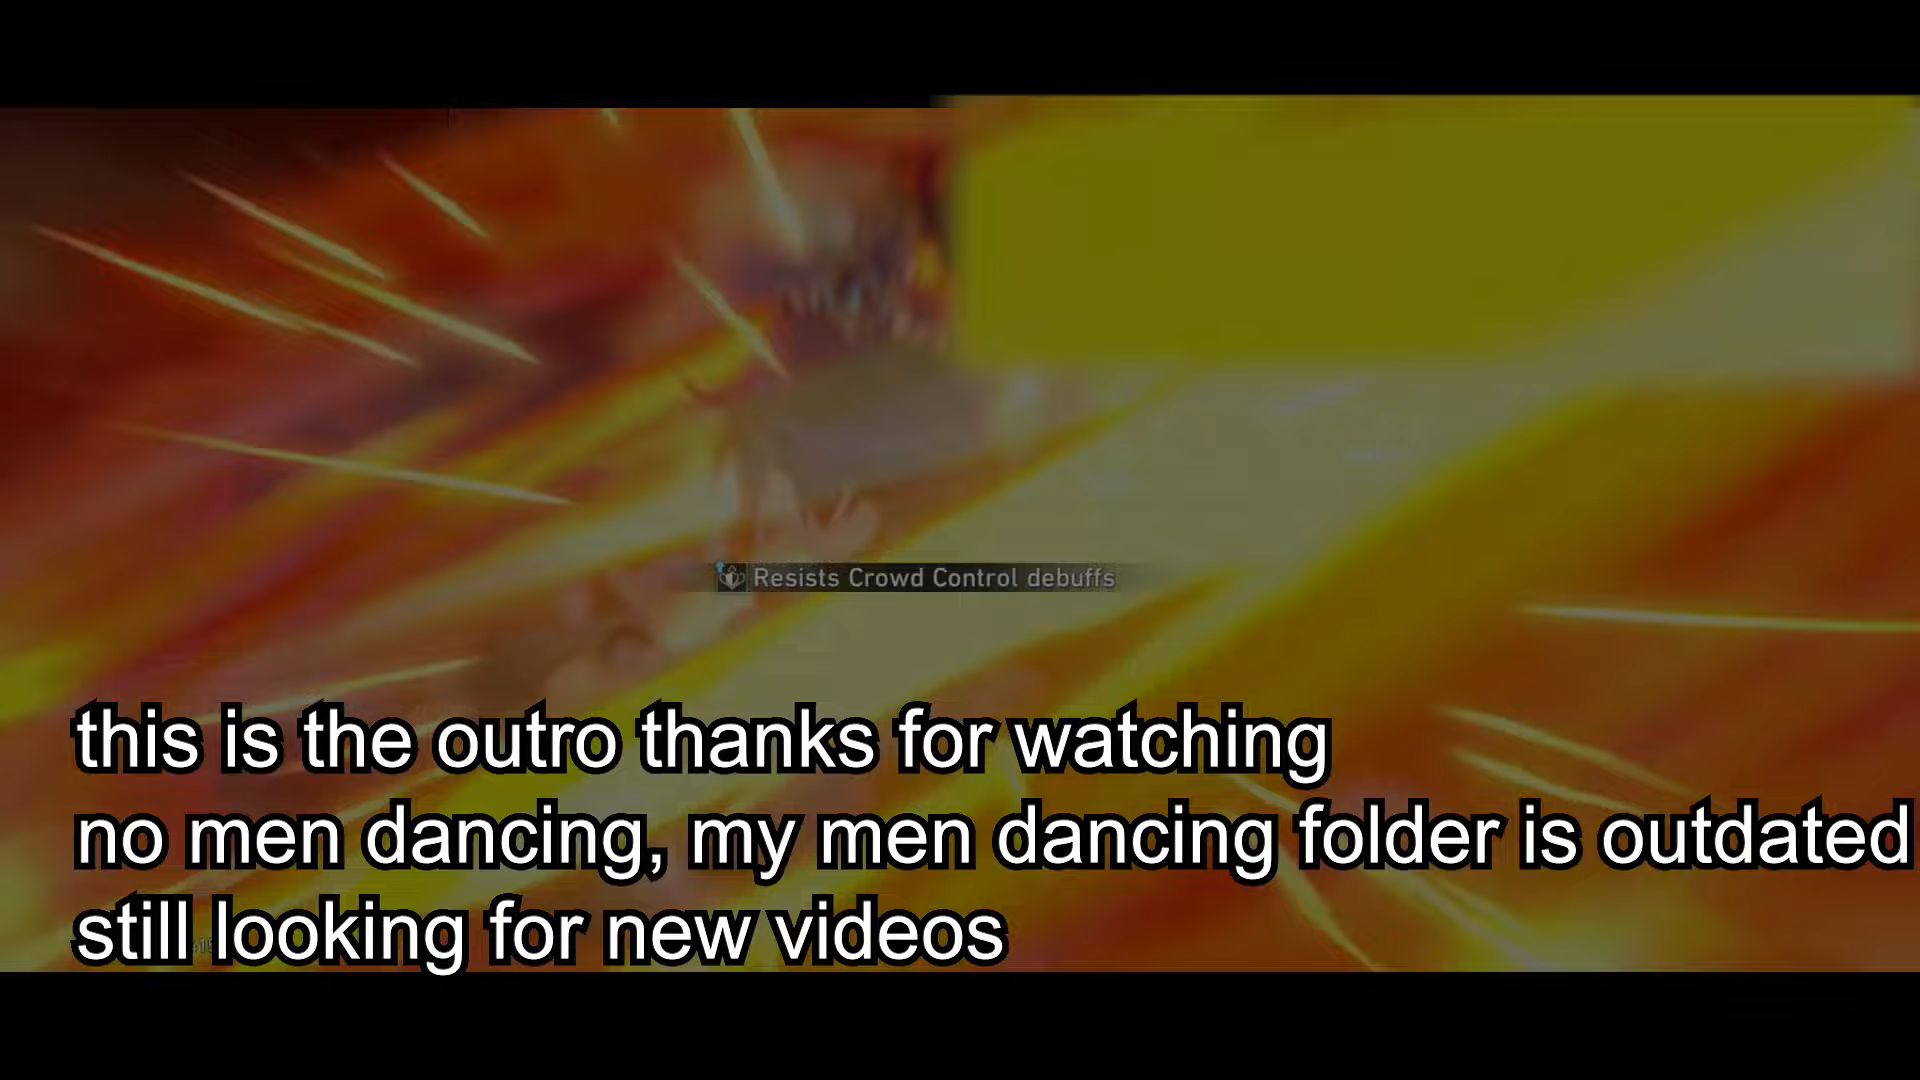 Resists Crowd Control debuffs
this is the outro thanks for watching
no men dancing, my men dancing folder is outdated
still looking for new videos